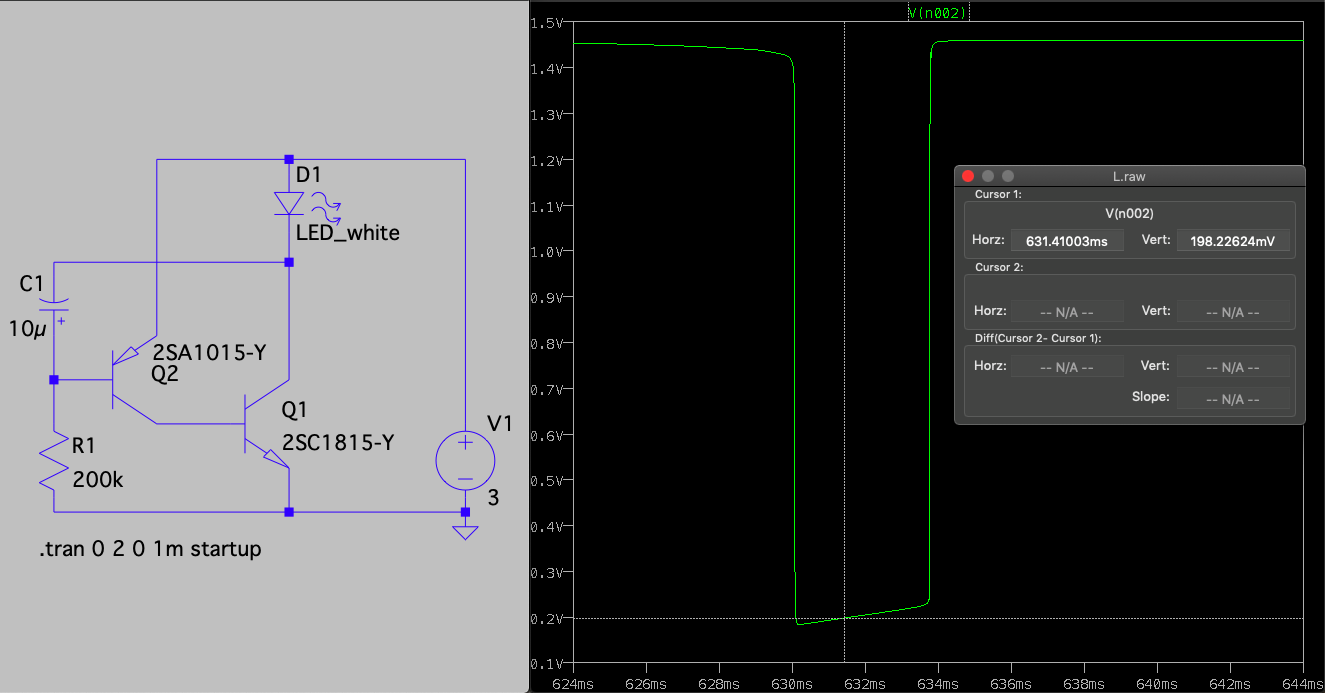 D1
LED_white
C1
+
10µ
2SA1015-Y
Q2
Q1
2SC1815-Y
V1
+
−
3
R1
200k
.tran 0 2 0 1m startup
V(n002)
1.5V
1.4V
1.3V
1.2V
1.1V
1.0V
0.9V
0.8V
0.7V
0.6V
0.5V
0.4V
0.3V
0.2V
0.1V
624ms 626ms 628ms 630ms 632ms 634ms 636ms 638ms 640ms 642ms 644ms
L.raw
Cursor 1:
V(n002)
Horz: 631.41003ms Vert: 198.22624mV
Cursor 2:
Horz: -- N/A -- Vert: -- N/A --
Diff(Cursor 2- Cursor 1):
Horz: -- N/A -- Vert: -- N/A --
Slope: -- N/A --